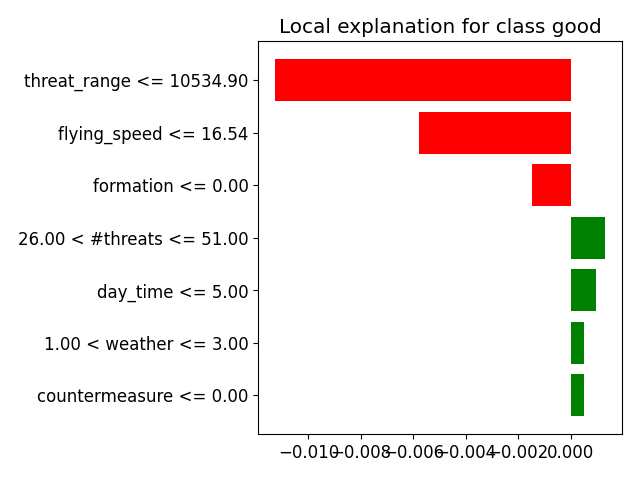 Local explanation for class good
threat_range <= 10534.90
flying_speed <= 16.54
formation <= 0.00
26.00 < #threats <= 51.00
day_time <= 5.00
1.00 < weather <= 3.00
countermeasure <= 0.00
−0.010 −0.008 −0.006 −0.004 −0.002 0.000